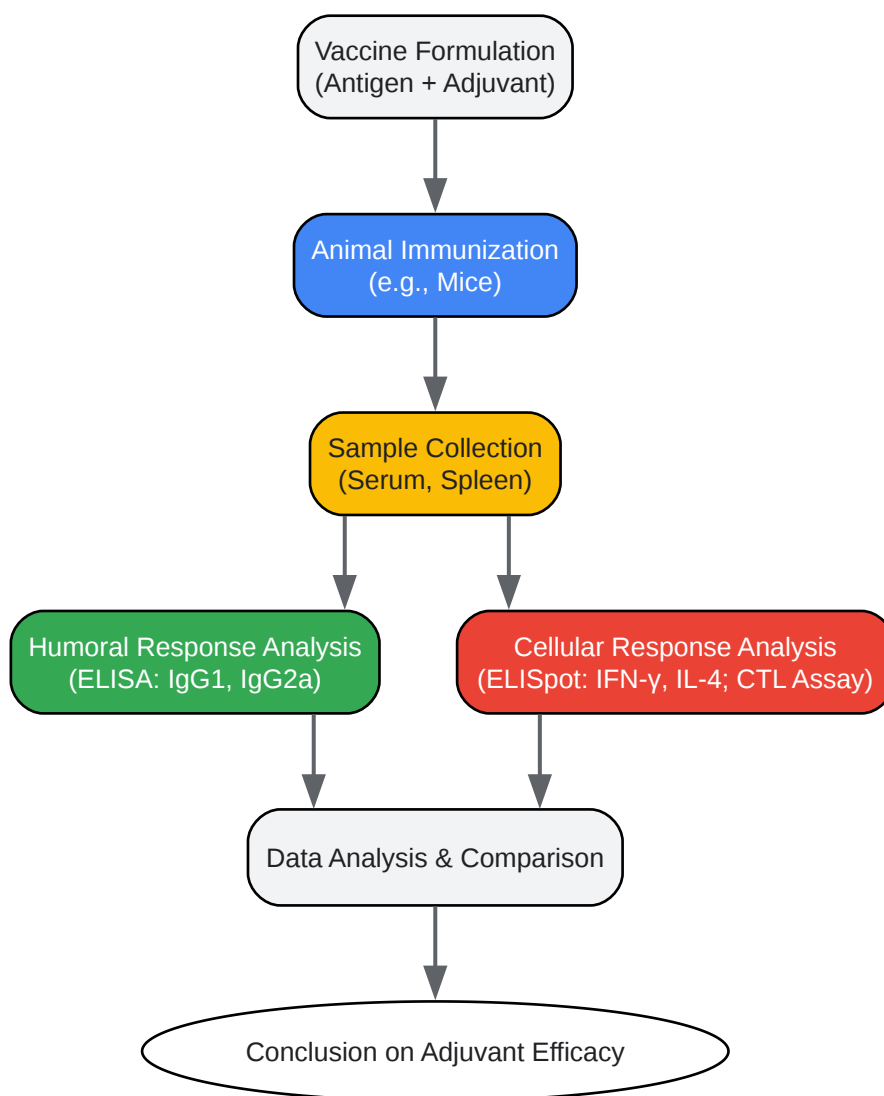 Vaccine Formulation
(Antigen + Adjuvant)
Animal Immunization
(e.g., Mice)
Sample Collection
(Serum, Spleen)
Humoral Response Analysis
(ELISA: IgG1, IgG2a)
Cellular Response Analysis
(ELISpot: IFN-γ, IL-4; CTL Assay)
Data Analysis & Comparison
Conclusion on Adjuvant Efficacy